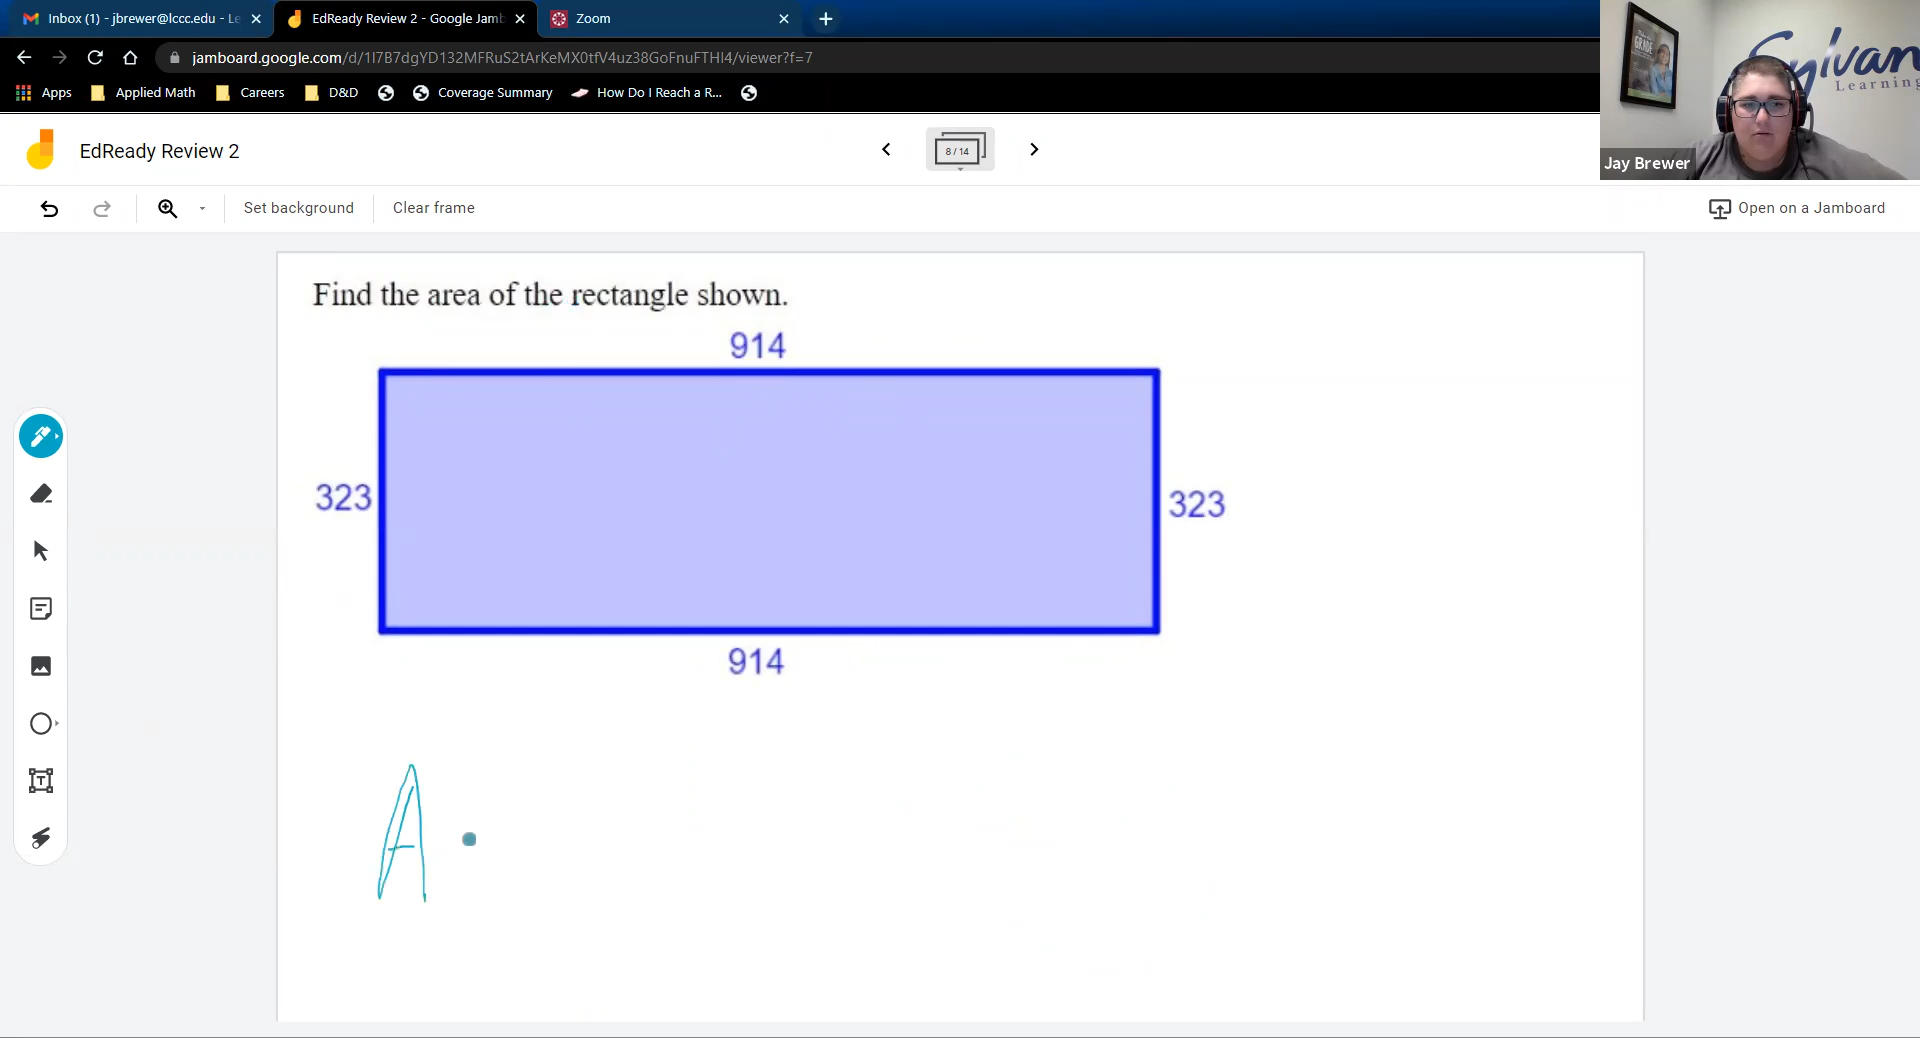 Inbox (1) - jbrewer@lccc.edu - Le
EdReady Review 2 - Google Jamb
Zoom
jamboard.google.com/d/1I7B7dgYD132MFRuS2tArKeMX0tfV4uz38GoFnuFTHI4/viewer?f=7
Apps Applied Math Careers D&D Coverage Summary How Do I Reach a R...
GRADE
Sylvan
Learning
Jay Brewer
EdReady Review 2
8 / 14
Set background Clear frame
Open on a Jamboard
Find the area of the rectangle shown.
914
323
323
914
A